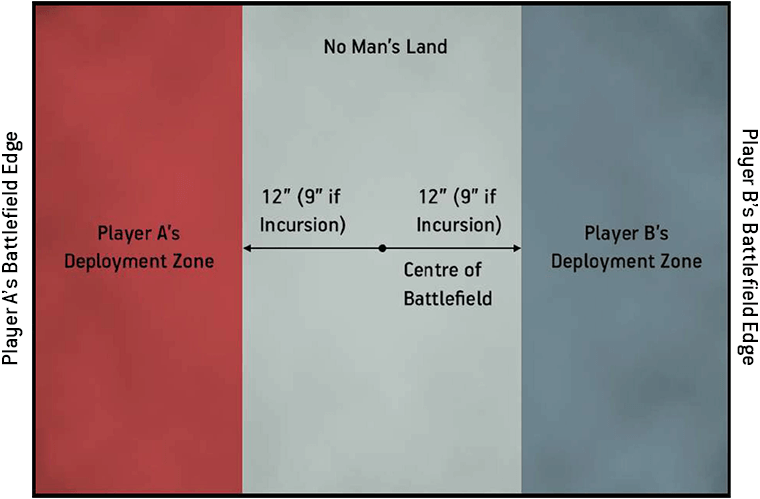 No Man’s Land
Player A’s Battlefield Edge
12” (9” if
Incursion)
12” (9” if
Incursion)
Player A’s
Deployment Zone
Centre of
Battlefield
Player B’s
Deployment Zone
Player B’s Battlefield Edge